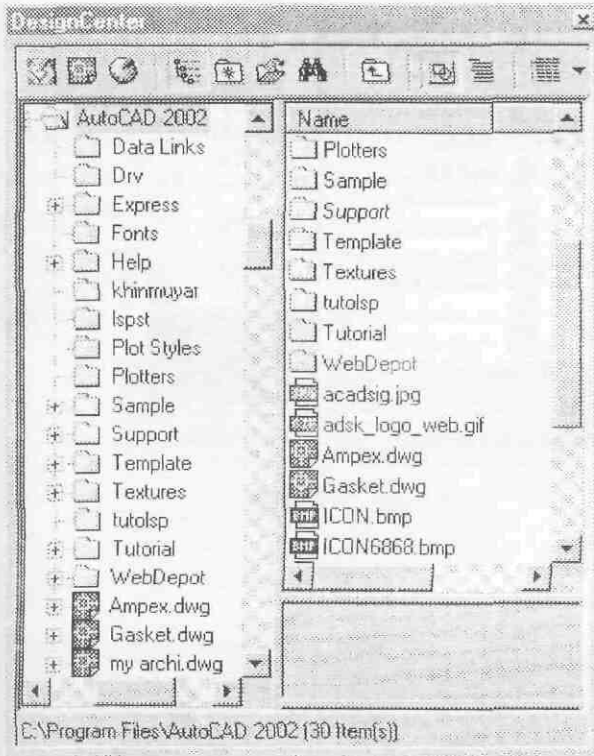 DesignCenter
AutoCAD 2002
Data Links
Drv
Express
Fonts
Help
khinmuyar
lspst
Plot Styles
Plotters
Sample
Support
Template
Textures
tutolsp
Tutorial
WebDepot
Ampex.dwg
Gasket.dwg
my archi.dwg
Name
Plotters
Sample
Support
Template
Textures
tutolsp
Tutorial
WebDepot
acadsig.jpg
adsk_logo_web.gif
Ampex.dwg
Gasket.dwg
BMP ICON.bmp
BMP ICON6868.bmp
C:\Program Files\AutoCAD 2002 (30 Item(s))